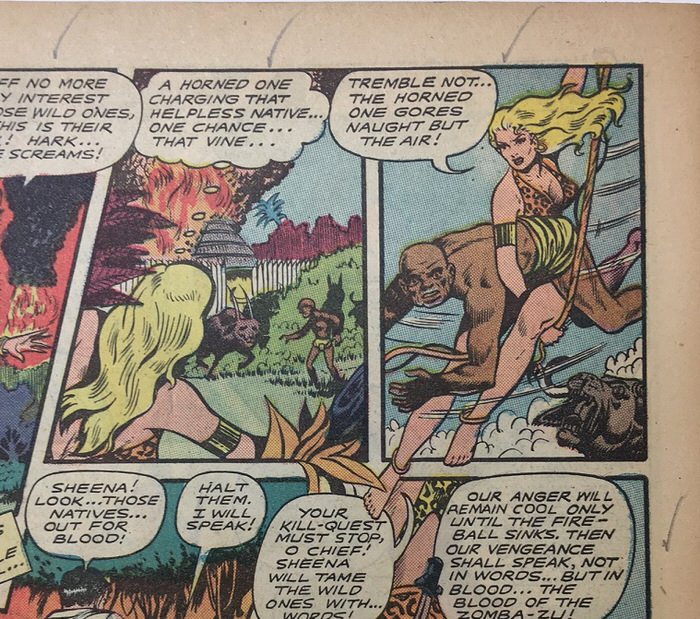 FF NO MORE
Y INTEREST
OSE WILD ONES,
HIS IS THEIR
! HARK...
E SCREAMS!
A HORNED ONE
CHARGING THAT
HELPLESS NATIVE...
ONE CHANCE...
THAT VINE...
TREMBLE NOT...
THE HORNED
ONE GORES
NAUGHT BUT
THE AIR!
SHEENA!
LOOK...THOSE
NATIVES...
OUT FOR
BLOOD!
HALT
THEM.
I WILL
SPEAK!
YOUR
KILL-QUEST
MUST STOP,
O CHIEF!
SHEENA
WILL TAME
THE WILD
ONES WITH...
WORDS!
OUR ANGER WILL
REMAIN COOL ONLY
UNTIL THE FIRE-
BALL SINKS. THEN
OUR VENGEANCE
SHALL SPEAK, NOT
IN WORDS... BUT IN
BLOOD... THE
BLOOD OF THE
ZOMBA-ZU!